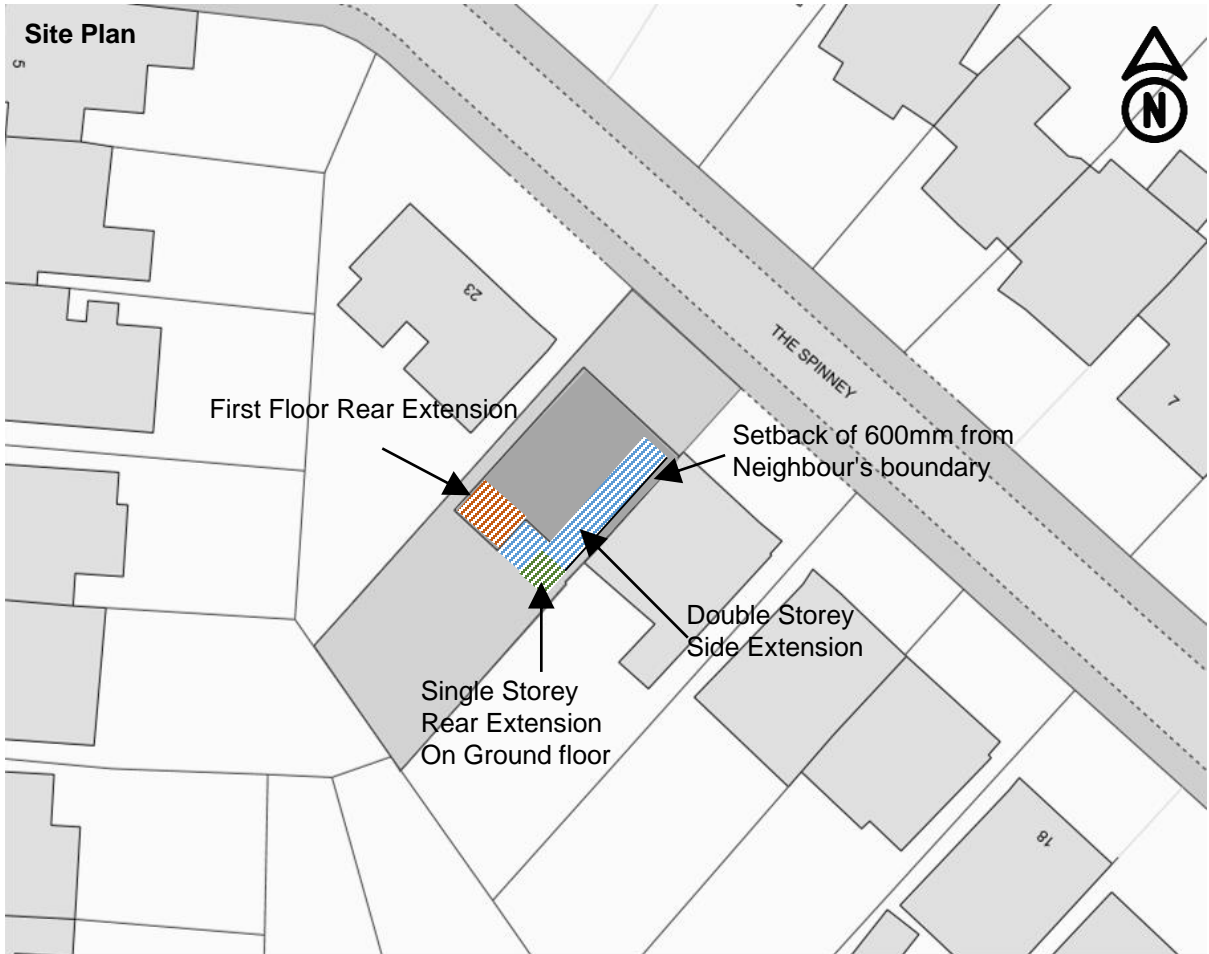 Site Plan
N
5
23
THE SPINNEY
First Floor Rear Extension
Setback of 600mm from
Neighbour's boundary
7
Double Storey
Side Extension
Single Storey
Rear Extension
On Ground floor
18